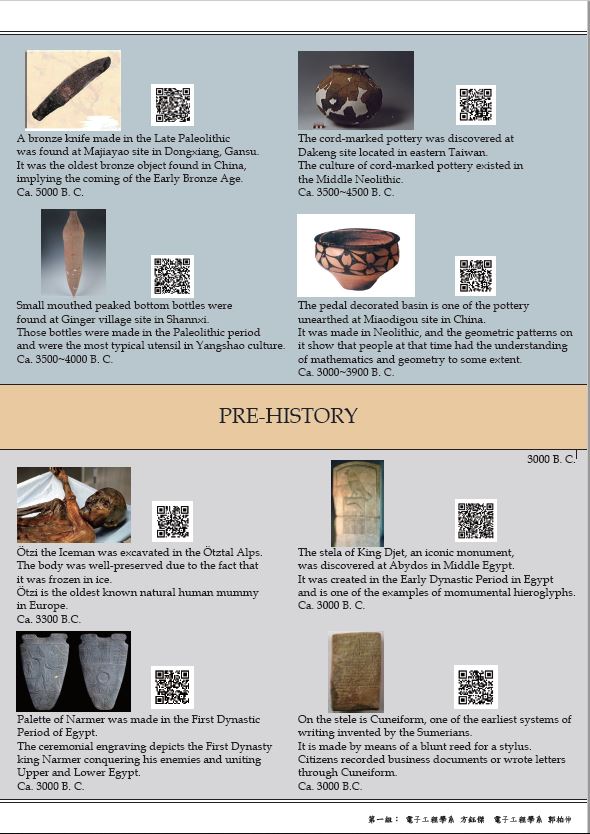 A bronze knife made in the Late Paleolithic
was found at Majiayao site in Dongxiang, Gansu.
It was the oldest bronze object found in China,
implying the coming of the Early Bronze Age.
Ca. 5000 B. C.
The cord-marked pottery was discovered at
Dakeng site located in eastern Taiwan.
The culture of cord-marked pottery existed in
the Middle Neolithic.
Ca. 3500~4500 B. C.
Small mouthed peaked bottom bottles were
found at Ginger village site in Shannxi.
Those bottles were made in the Paleolithic period
and were the most typical utensil in Yangshao culture.
Ca. 3500~4000 B. C.
The pedal decorated basin is one of the pottery
unearthed at Miaodigou site in China.
It was made in Neolithic, and the geometric patterns on
it show that people at that time had the understanding
of mathematics and geometry to some extent.
Ca. 3000~3900 B. C.
PRE-HISTORY
3000 B. C.
Ötzi the Iceman was excavated in the Ötztal Alps.
The body was well-preserved due to the fact that
it was frozen in ice.
Ötzi is the oldest known natural human mummy
in Europe.
Ca. 3300 B.C.
The stela of King Djet, an iconic monument,
was discovered at Abydos in Middle Egypt.
It was created in the Early Dynastic Period in Egypt
and is one of the examples of momumental hieroglyphs.
Ca. 3000 B. C.
Palette of Narmer was made in the First Dynastic
Period of Egypt.
The ceremonial engraving depicts the First Dynasty
king Narmer conquering his enemies and uniting
Upper and Lower Egypt.
Ca. 3000 B. C.
On the stele is Cuneiform, one of the earliest systems of
writing invented by the Sumerians.
It is made by means of a blunt reed for a stylus.
Citizens recorded business documents or wrote letters
through Cuneiform.
Ca. 3000 B.C.
第一組： 電子工程學系 方鈺傑 電子工程學系 郭柏伸